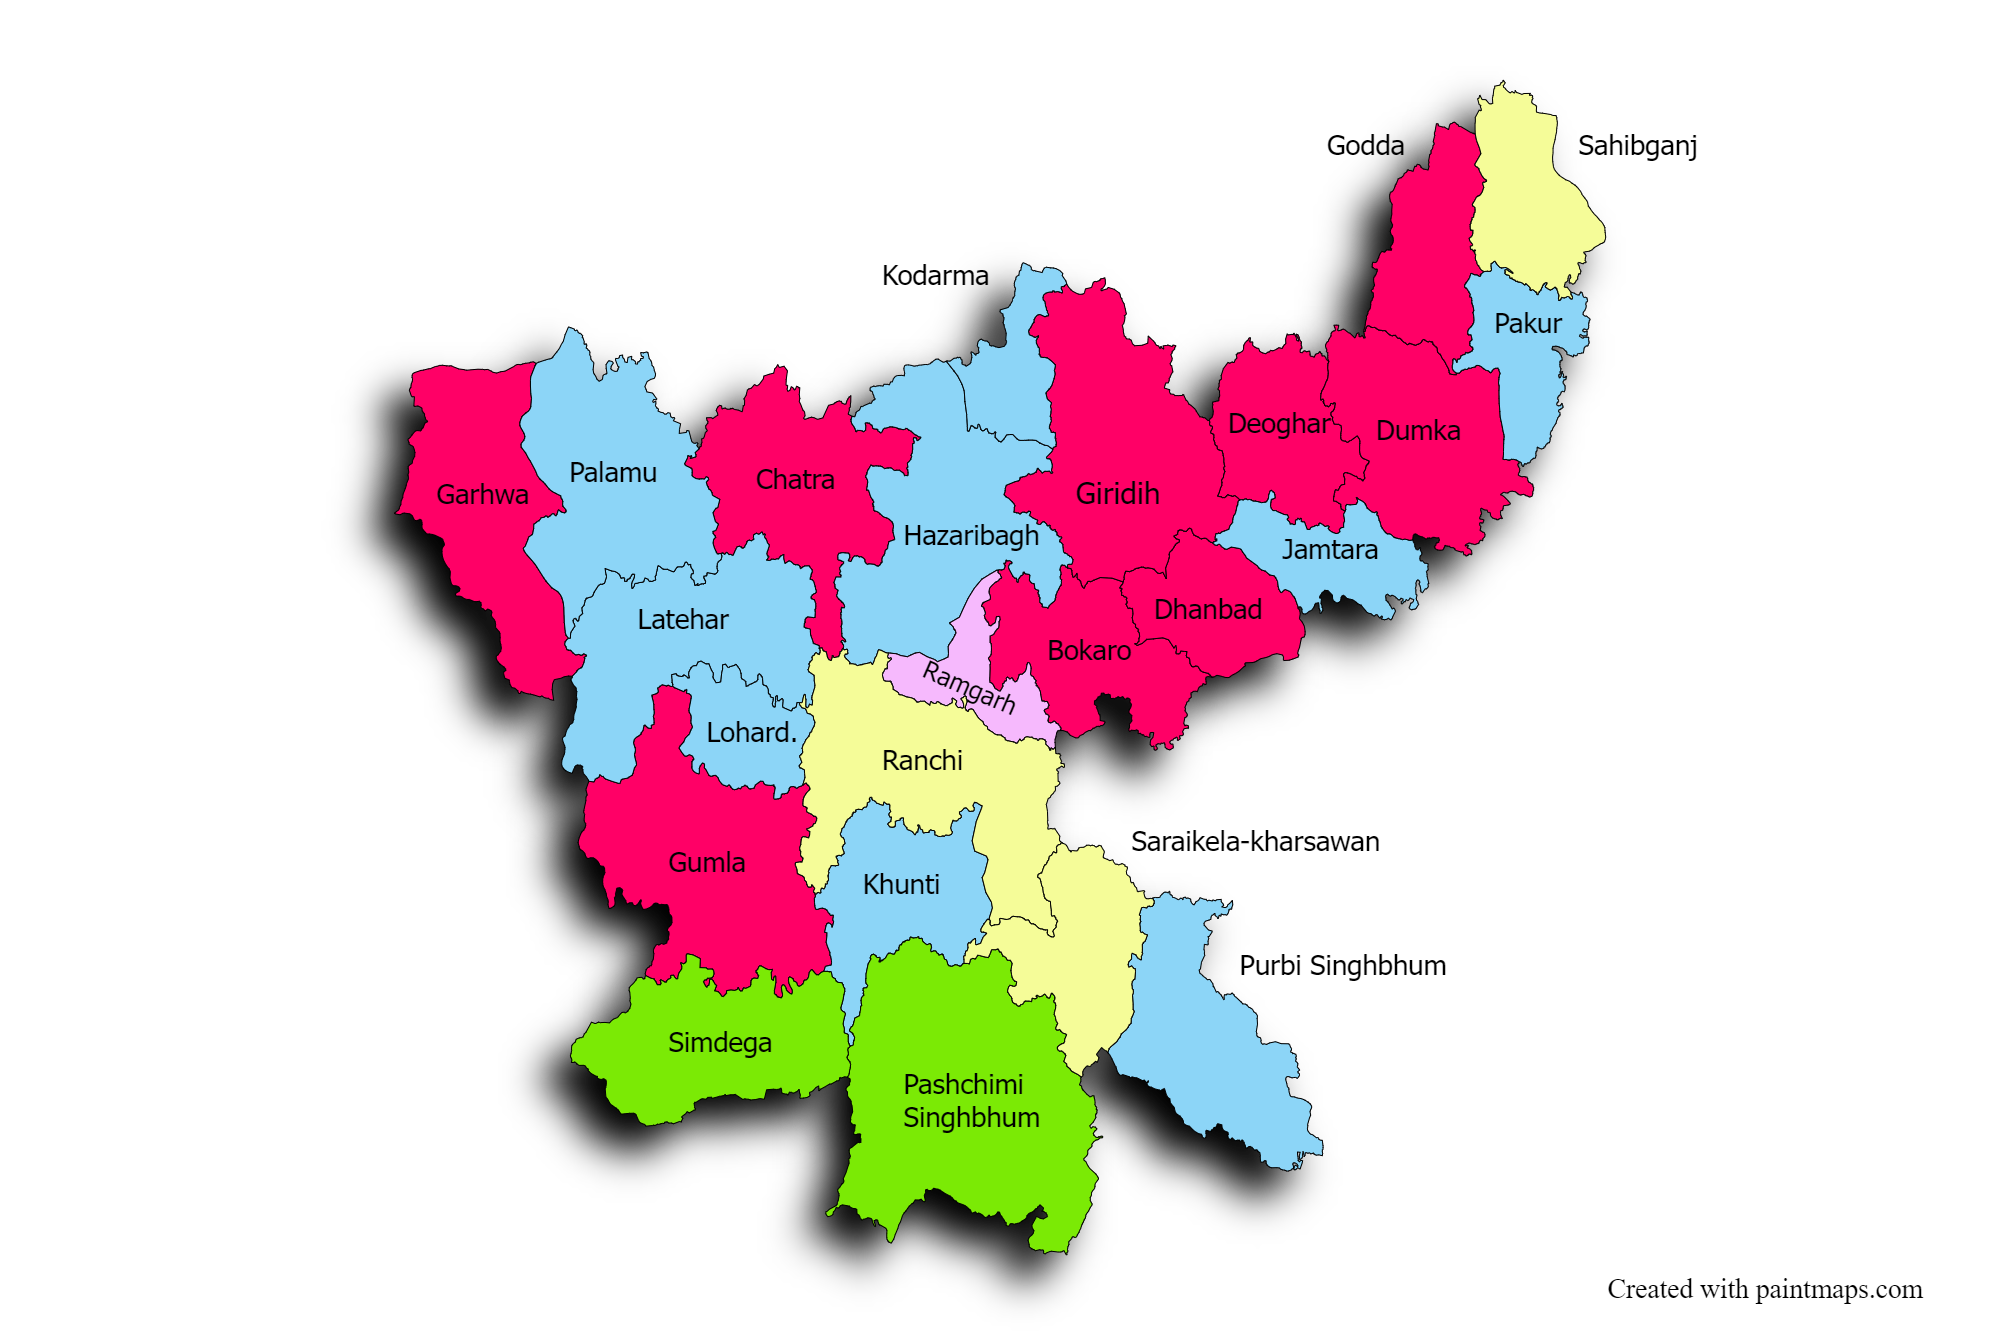 Godda
Sahibganj
Kodarma
Pakur
Deoghar
Dumka
Palamu
Chatra
Garhwa
Giridih
Hazaribagh
Jamtara
Latehar
Dhanbad
Bokaro
Ramgarh
Lohard.
Ranchi
Saraikela-kharsawan
Gumla
Khunti
Purbi Singhbhum
Simdega
Pashchimi
Singhbhum
Created with paintmaps.com